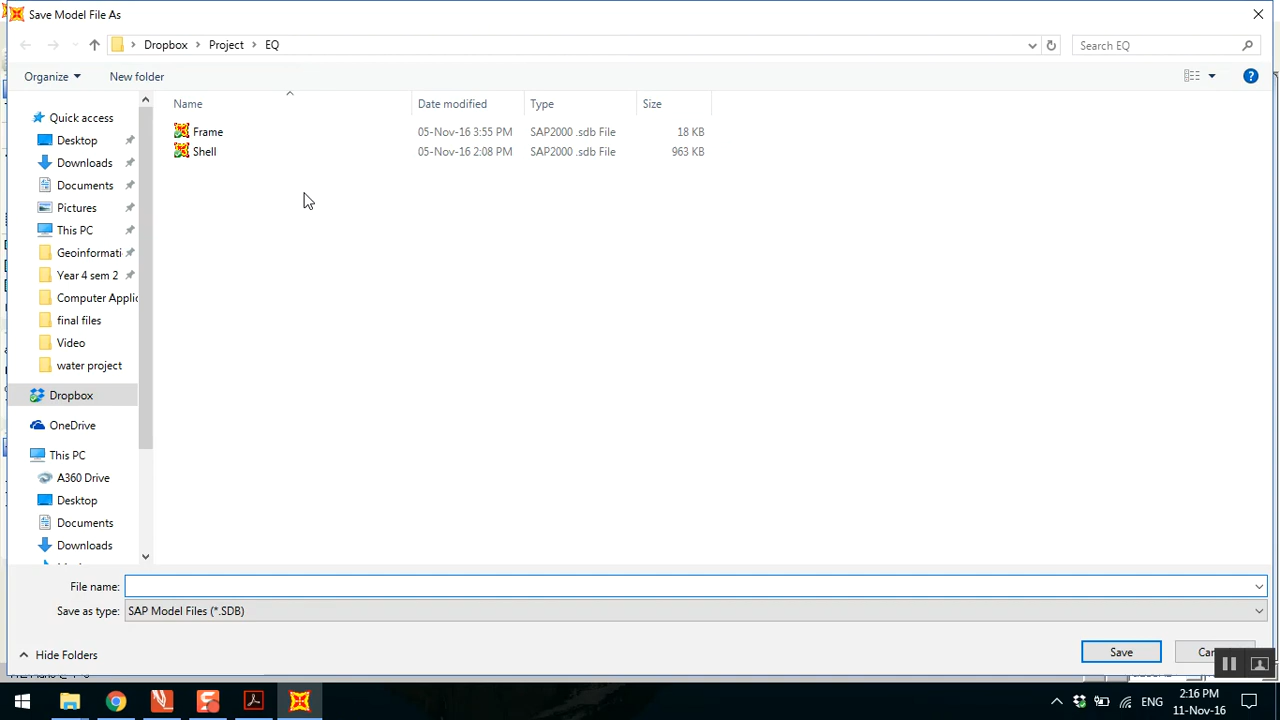 Save Model File As
Dropbox > Project > EQ
Search EQ
Organize
New folder
Name
Date modified
Type
Size
Frame
05-Nov-16 3:55 PM
SAP2000 .sdb File
18 KB
Shell
05-Nov-16 2:08 PM
SAP2000 .sdb File
963 KB
Quick access
Desktop
Downloads
Documents
Pictures
This PC
Geoinformati
Year 4 sem 2
Computer Applic
final files
Video
water project
Dropbox
OneDrive
This PC
A360 Drive
Desktop
Documents
Downloads
File name:
Save as type:
SAP Model Files (*.SDB)
Hide Folders
Save
Can
ENG
2:16 PM
11-Nov-16